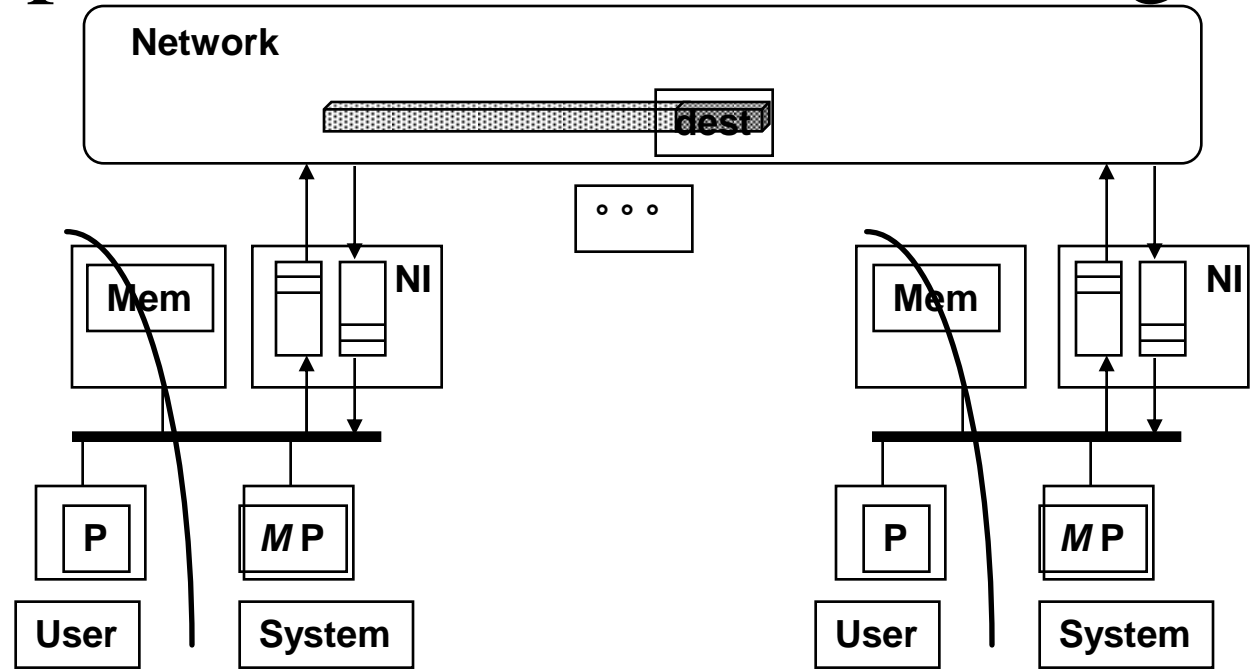 Network
dest
° ° °
Mem
NI
Mem
NI
P
M P
P
M P
User
System
User
System